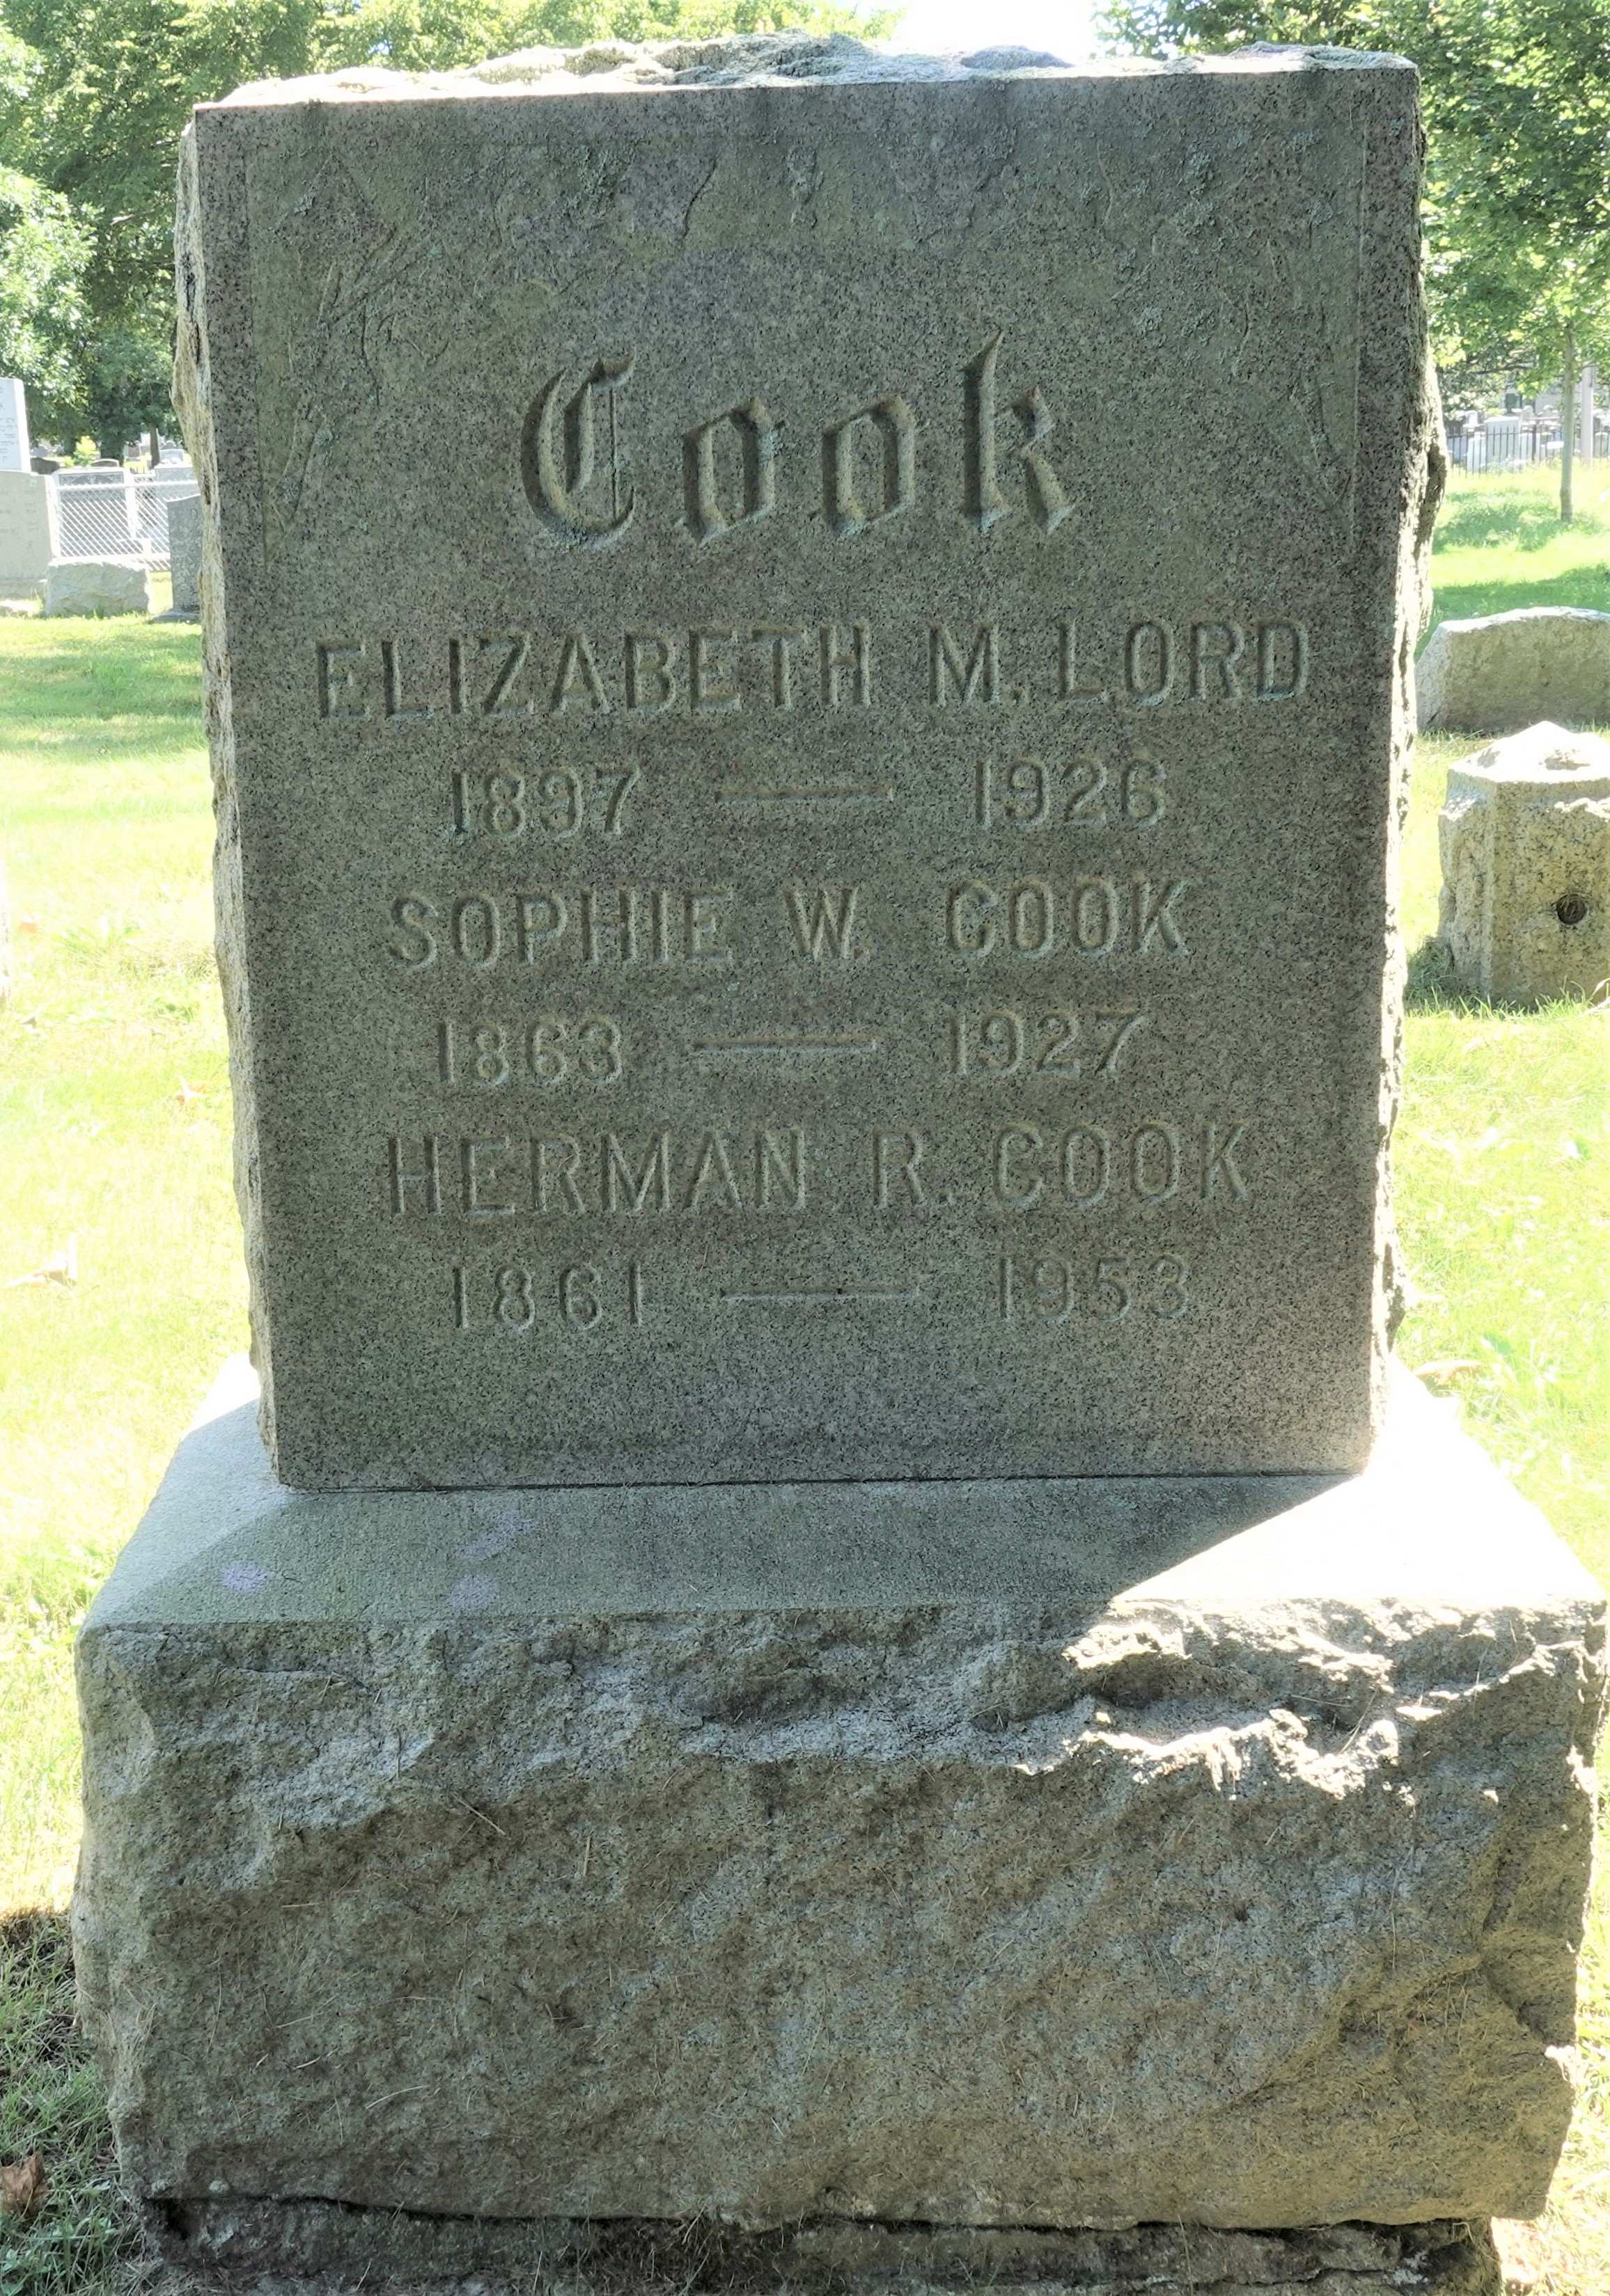 Cook
ELIZABETH M. LORD
1897 — 1926
SOPHIE W. COOK
1863 — 1927
HERMAN R. COOK
1861 — 1953